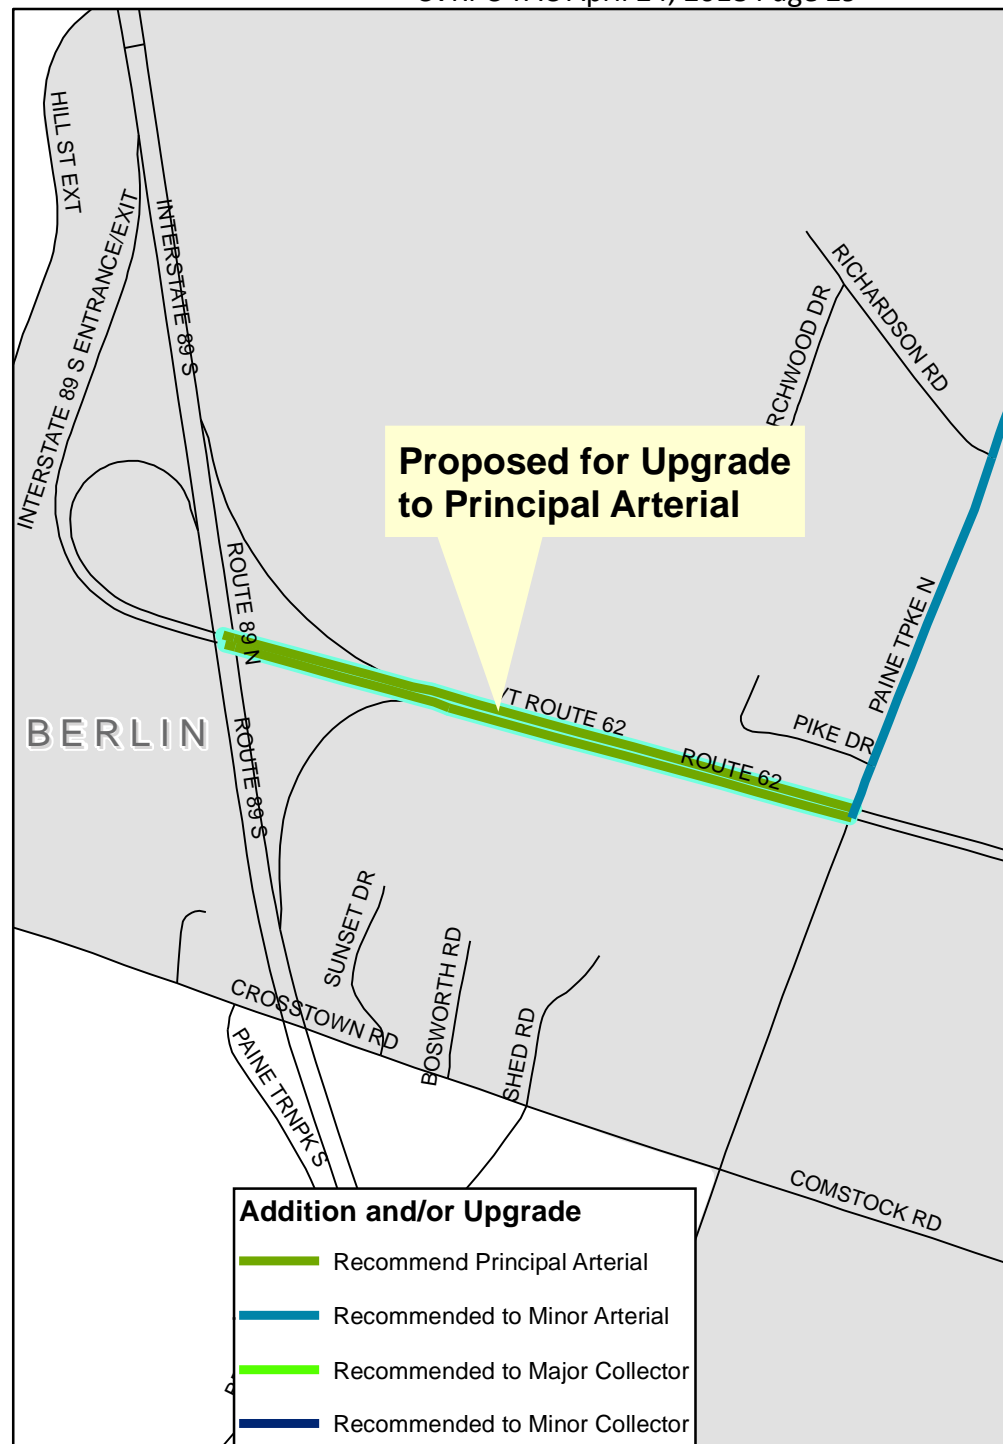 HILL ST EXT
INTERSTATE 89 S ENTRANCE/EXIT
INTERSTATE 89 S
RICHARDSON RD
RCHWOOD DR
Proposed for Upgrade
to Principal Arterial
ROUTE 89 N
PAINE TPKE N
VT ROUTE 62
PIKE DR
BERLIN
ROUTE 62
ROUTE 89 S
SUNSET DR
BOSWORTH RD
CROSSTOWN RD
SHED RD
PAINE TRNPK S
COMSTOCK RD
Addition and/or Upgrade
Recommend Principal Arterial
Recommended to Minor Arterial
Recommended to Major Collector
Recommended to Minor Collector